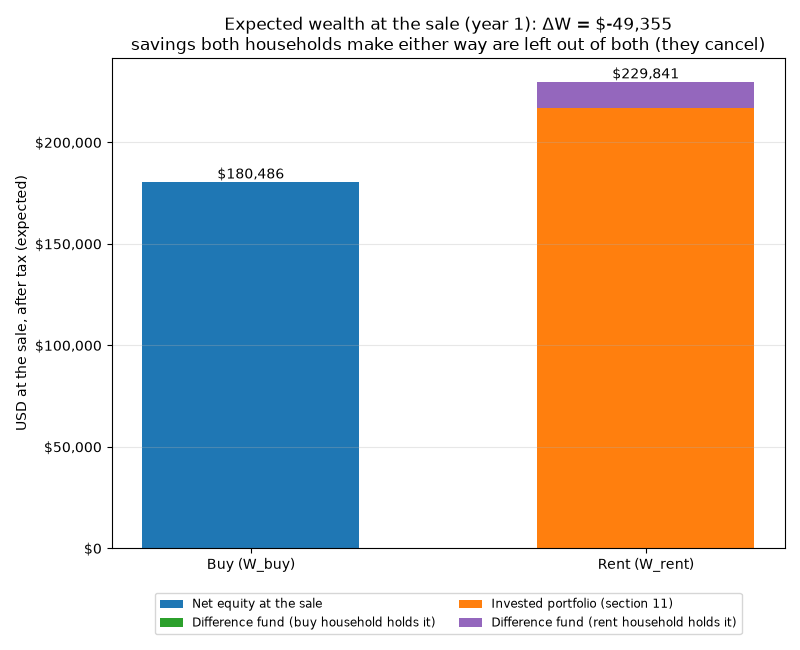 Expected wealth at the sale (year 1): ΔW = $-49,355
savings both households make either way are left out of both (they cancel)
USD at the sale, after tax (expected)
$200,000
$150,000
$100,000
$50,000
$0
$180,486
$229,841
Buy (W_buy)
Rent (W_rent)
Net equity at the sale
Difference fund (buy household holds it)
Invested portfolio (section 11)
Difference fund (rent household holds it)